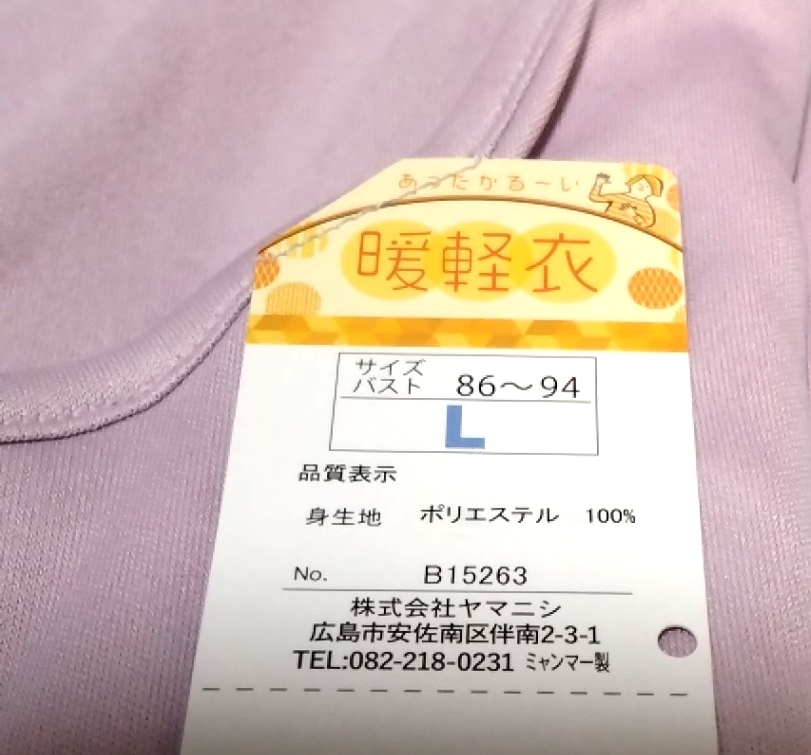 あったかる～い
暖軽衣
サイズ
バスト 86～94
L
品質表示
身生地 ポリエステル 100%
No. B15263
株式会社ヤマニシ
広島市安佐南区伴南2-3-1
TEL:082-218-0231 ミャンマー製